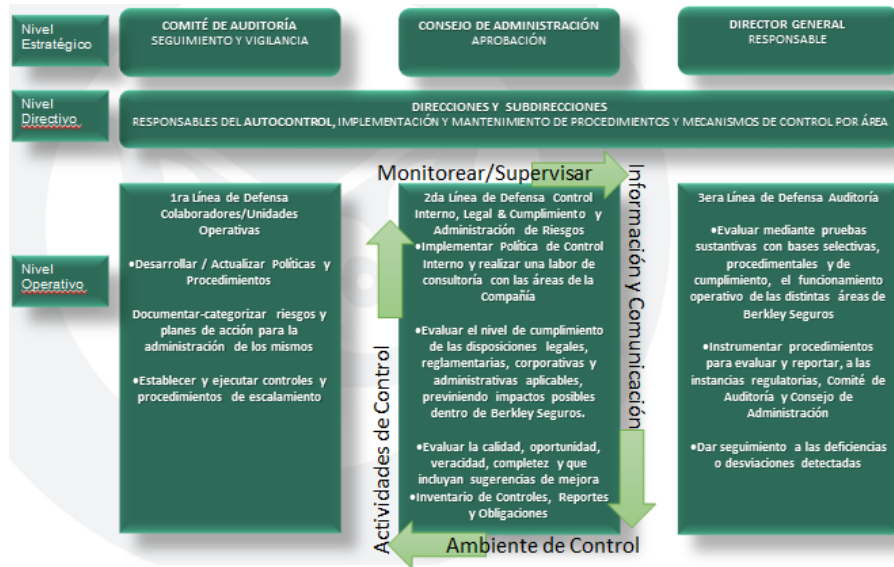 Nivel
Estratégico
COMITÉ DE AUDITORÍA
SEGUIMIENTO Y VIGILANCIA
CONSEJO DE ADMINISTRACIÓN
APROBACIÓN
DIRECTOR GENERAL
RESPONSABLE
Nivel
Directivo
DIRECCIONES Y SUBDIRECCIONES
RESPONSABLES DEL AUTOCONTROL, IMPLEMENTACIÓN Y MANTENIMIENTO DE PROCEDIMIENTOS Y MECANISMOS DE CONTROL POR ÁREA
Monitorear/Supervisar
Nivel
Operativo
1ra Línea de Defensa
Colaboradores/Unidades
Operativas
•Desarrollar / Actualizar Políticas y
Procedimientos
Documentar-categorizar riesgos y
planes de acción para la
administración de los mismos
•Establecer y ejecutar controles y
procedimientos de escalamiento
Actividades de Control
2da Línea de Defensa Control
Interno, Legal & Cumplimiento y
Administración de Riesgos
•Implementar Política de Control
Interno y realizar una labor de
consultoría con las áreas de la
Compañía
•Evaluar el nivel de cumplimiento
de las disposiciones legales,
reglamentarias, corporativas y
administrativas aplicables,
previniendo impactos posibles
dentro de Berkley Seguros.
•Evaluar la calidad, oportunidad,
veracidad, completez y que
incluyan sugerencias de mejora
•Inventario de Controles, Reportes
y Obligaciones
Información y Comunicación
3era Línea de Defensa Auditoría
•Evaluar mediante pruebas
sustantivas con bases selectivas,
procedimentales y de
cumplimiento, el funcionamiento
operativo de las distintas áreas de
Berkley Seguros
•Instrumentar procedimientos
para evaluar y reportar, a las
instancias regulatorias, Comité de
Auditoría y Consejo de
Administración
•Dar seguimiento a las deficiencias
o desviaciones detectadas
Ambiente de Control